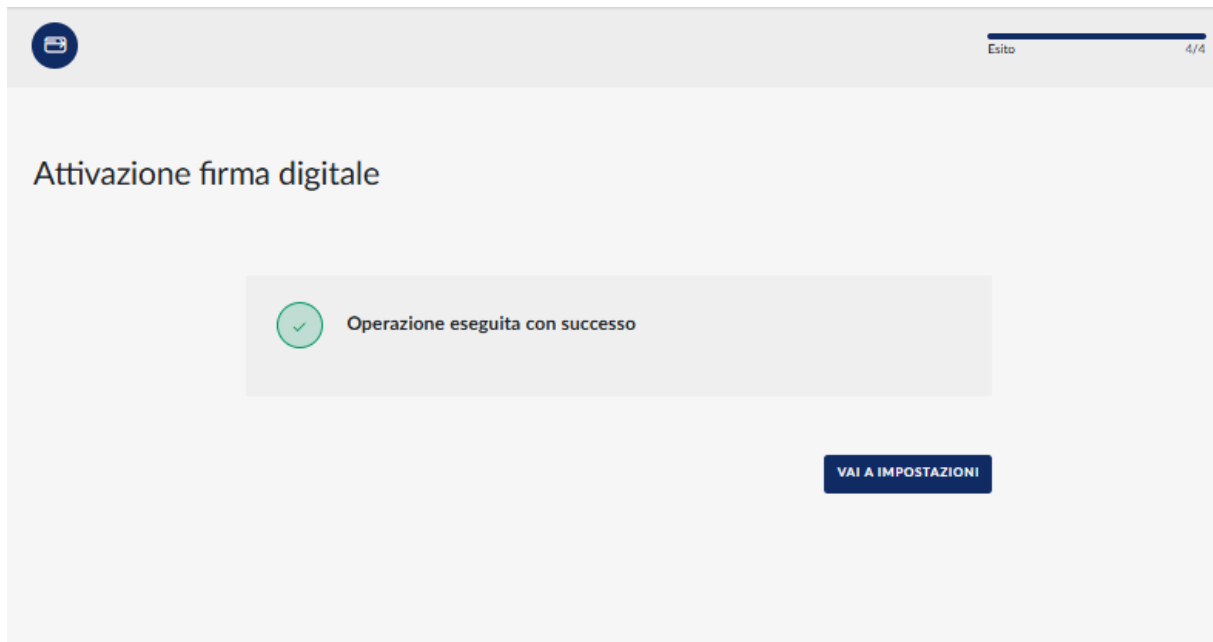 Esito 4/4
Attivazione firma digitale
Operazione eseguita con successo
VAI A IMPOSTAZIONI